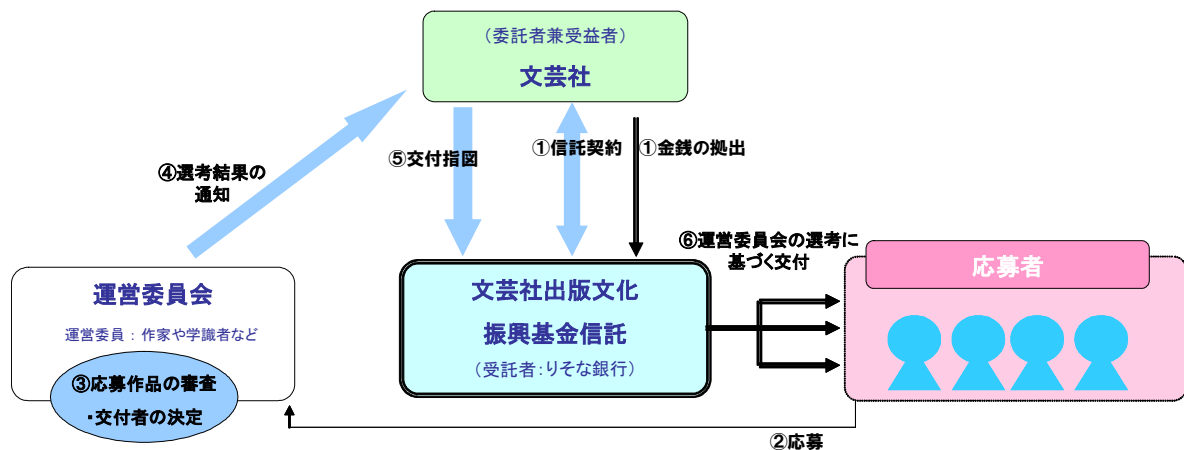 （委託者兼受益者）
文芸社
④選考結果の
通知
⑤交付指図
①信託契約
①金銭の拠出
⑥運営委員会の選考に
基づく交付
運営委員会
運営委員：作家や学識者など
③応募作品の審査
・交付者の決定
文芸社出版文化
振興基金信託
（受託者：りそな銀行）
応募者
②応募